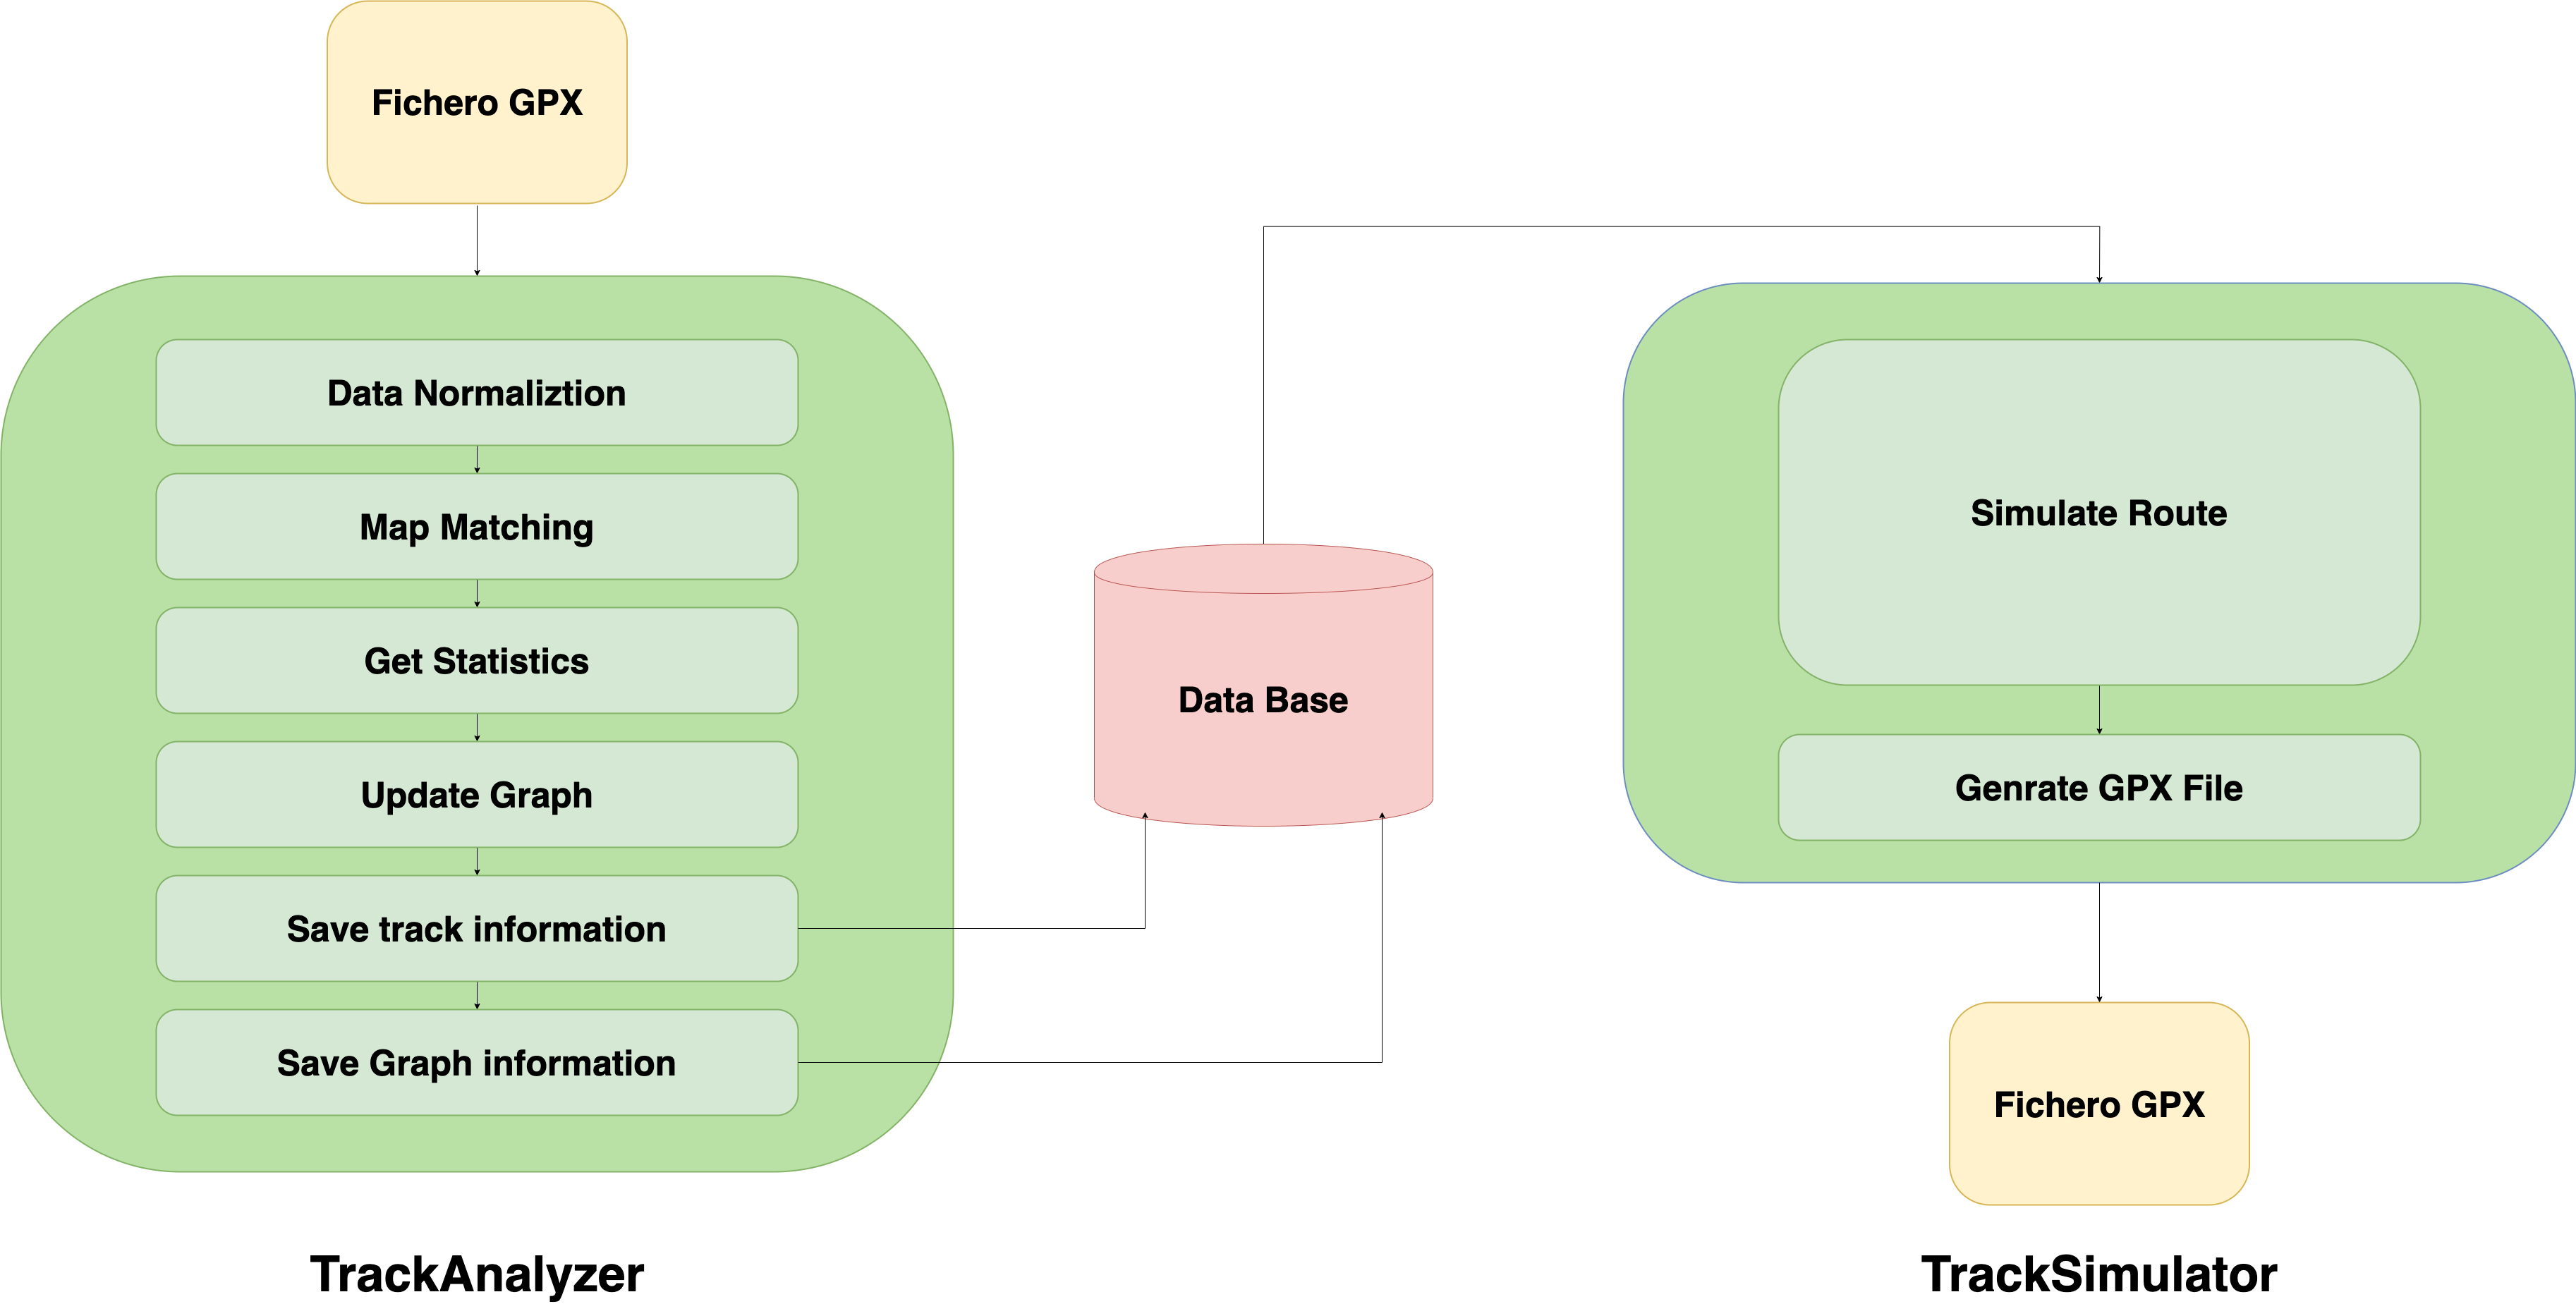 Fichero GPX
Data Normaliztion
Map Matching
Get Statistics
Update Graph
Save track information
Save Graph information
TrackAnalyzer
Data Base
Simulate Route
Genrate GPX File
Fichero GPX
TrackSimulator